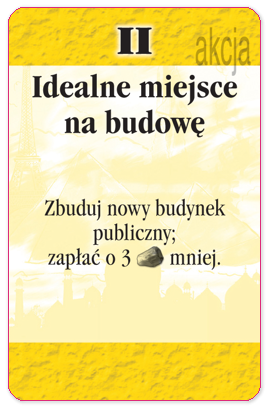 II
akcja
Idealne miejsce
na budowę
Zbuduj nowy budynek
publiczny;
zapłać o 3 mniej.